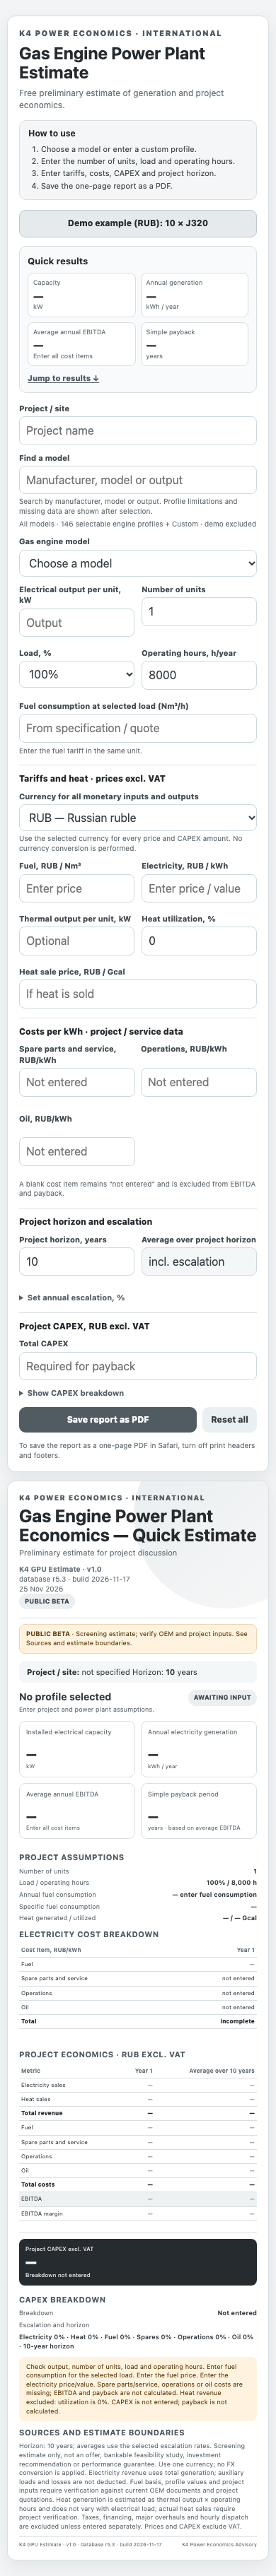 K4 POWER ECONOMICS · INTERNATIONAL
Gas Engine Power Plant
Estimate
Free preliminary estimate of generation and project
economics.
How to use
1. Choose a model or enter a custom profile.
2. Enter the number of units, load and operating hours.
3. Enter tariffs, costs, CAPEX and project horizon.
4. Save the one-page report as a PDF.
Demo example (RUB): 10 × J320
Quick results
Capacity
—
kW
Annual generation
—
kWh / year
Average annual EBITDA
—
Enter all cost items
Simple payback
—
years
Jump to results ↓
Project / site
Project name
Find a model
Manufacturer, model or output
Search by manufacturer, model or output. Profile limitations and
missing data are shown after selection.
All models · 146 selectable engine profiles + Custom · demo excluded
Gas engine model
Choose a model
Electrical output per unit,
kW
Output
Number of units
1
Load, %
100%
Operating hours, h/year
8000
Fuel consumption at selected load (Nm³/h)
From specification / quote
Enter the fuel tariff in the same unit.
Tariffs and heat · prices excl. VAT
Currency for all monetary inputs and outputs
RUB — Russian ruble
Use the selected currency for every price and CAPEX amount. No
currency conversion is performed.
Fuel, RUB / Nm³
Enter price
Electricity, RUB / kWh
Enter price / value
Thermal output per unit, kW
Optional
Heat utilization, %
0
Heat sale price, RUB / Gcal
If heat is sold
Costs per kWh · project / service data
Spare parts and service,
RUB/kWh
Not entered
Operations, RUB/kWh
Not entered
Oil, RUB/kWh
Not entered
A blank cost item remains "not entered" and is excluded from EBITDA
and payback.
Project horizon and escalation
Project horizon, years
10
Average over project horizon
incl. escalation
▸ Set annual escalation, %
Project CAPEX, RUB excl. VAT
Total CAPEX
Required for payback
▸ Show CAPEX breakdown
Save report as PDF
Reset all
To save the report as a one-page PDF in Safari, turn off print headers
and footers.
K4 POWER ECONOMICS · INTERNATIONAL
Gas Engine Power Plant
Economics — Quick Estimate
Preliminary estimate for project discussion
K4 GPU Estimate · v1.0
database r5.3 · build 2026-11-17
25 Nov 2026
PUBLIC BETA
PUBLIC BETA · Screening estimate; verify OEM and project inputs. See
Sources and estimate boundaries.
Project / site: not specified Horizon: 10 years
No profile selected
AWAITING INPUT
Enter project and power plant assumptions.
Installed electrical capacity
—
kW
Annual electricity generation
—
kWh / year
Average annual EBITDA
—
Enter all cost items
Simple payback period
—
years · based on average EBITDA
PROJECT ASSUMPTIONS
Number of units 1
Load / operating hours 100% / 8,000 h
Annual fuel consumption — enter fuel consumption
Specific fuel consumption —
Heat generated / utilized — / — Gcal
ELECTRICITY COST BREAKDOWN
Cost item, RUB/kWh Year 1
Fuel —
Spare parts and service not entered
Operations not entered
Oil not entered
Total incomplete
PROJECT ECONOMICS · RUB EXCL. VAT
Metric Year 1 Average over 10 years
Electricity sales — —
Heat sales — —
Total revenue — —
Fuel — —
Spare parts and service — —
Operations — —
Oil — —
Total costs — —
EBITDA — —
EBITDA margin — —
Project CAPEX excl. VAT
—
Breakdown not entered
CAPEX BREAKDOWN
Breakdown Not entered
Escalation and horizon
Electricity 0% · Heat 0% · Fuel 0% · Spares 0% · Operations 0% · Oil 0%
· 10-year horizon
Check output, number of units, load and operating hours. Enter fuel
consumption for the selected load. Enter the fuel price. Enter the
electricity price/value. Spare parts/service, operations or oil costs are
missing; EBITDA and payback are not calculated. Heat revenue
excluded: utilization is 0%. CAPEX is not entered; payback is not
calculated.
SOURCES AND ESTIMATE BOUNDARIES
Horizon: 10 years; averages use the selected escalation rates. Screening
estimate only, not an offer, bankable feasibility study, investment
recommendation or performance guarantee. Use one currency; no FX
conversion is applied. Electricity revenue uses total generation; auxiliary
loads and losses are not deducted. Fuel basis, profile values and project
inputs require verification against current OEM documents and project
quotations. Heat generation is estimated as thermal output × operating
hours and does not vary with electrical load; actual heat sales require
project verification. Taxes, financing, major overhauls and hourly dispatch
are excluded unless entered separately. Prices and CAPEX exclude VAT.
K4 GPU Estimate · v1.0 · database r5.3 · build 2026-11-17 K4 Power Economics Advisory